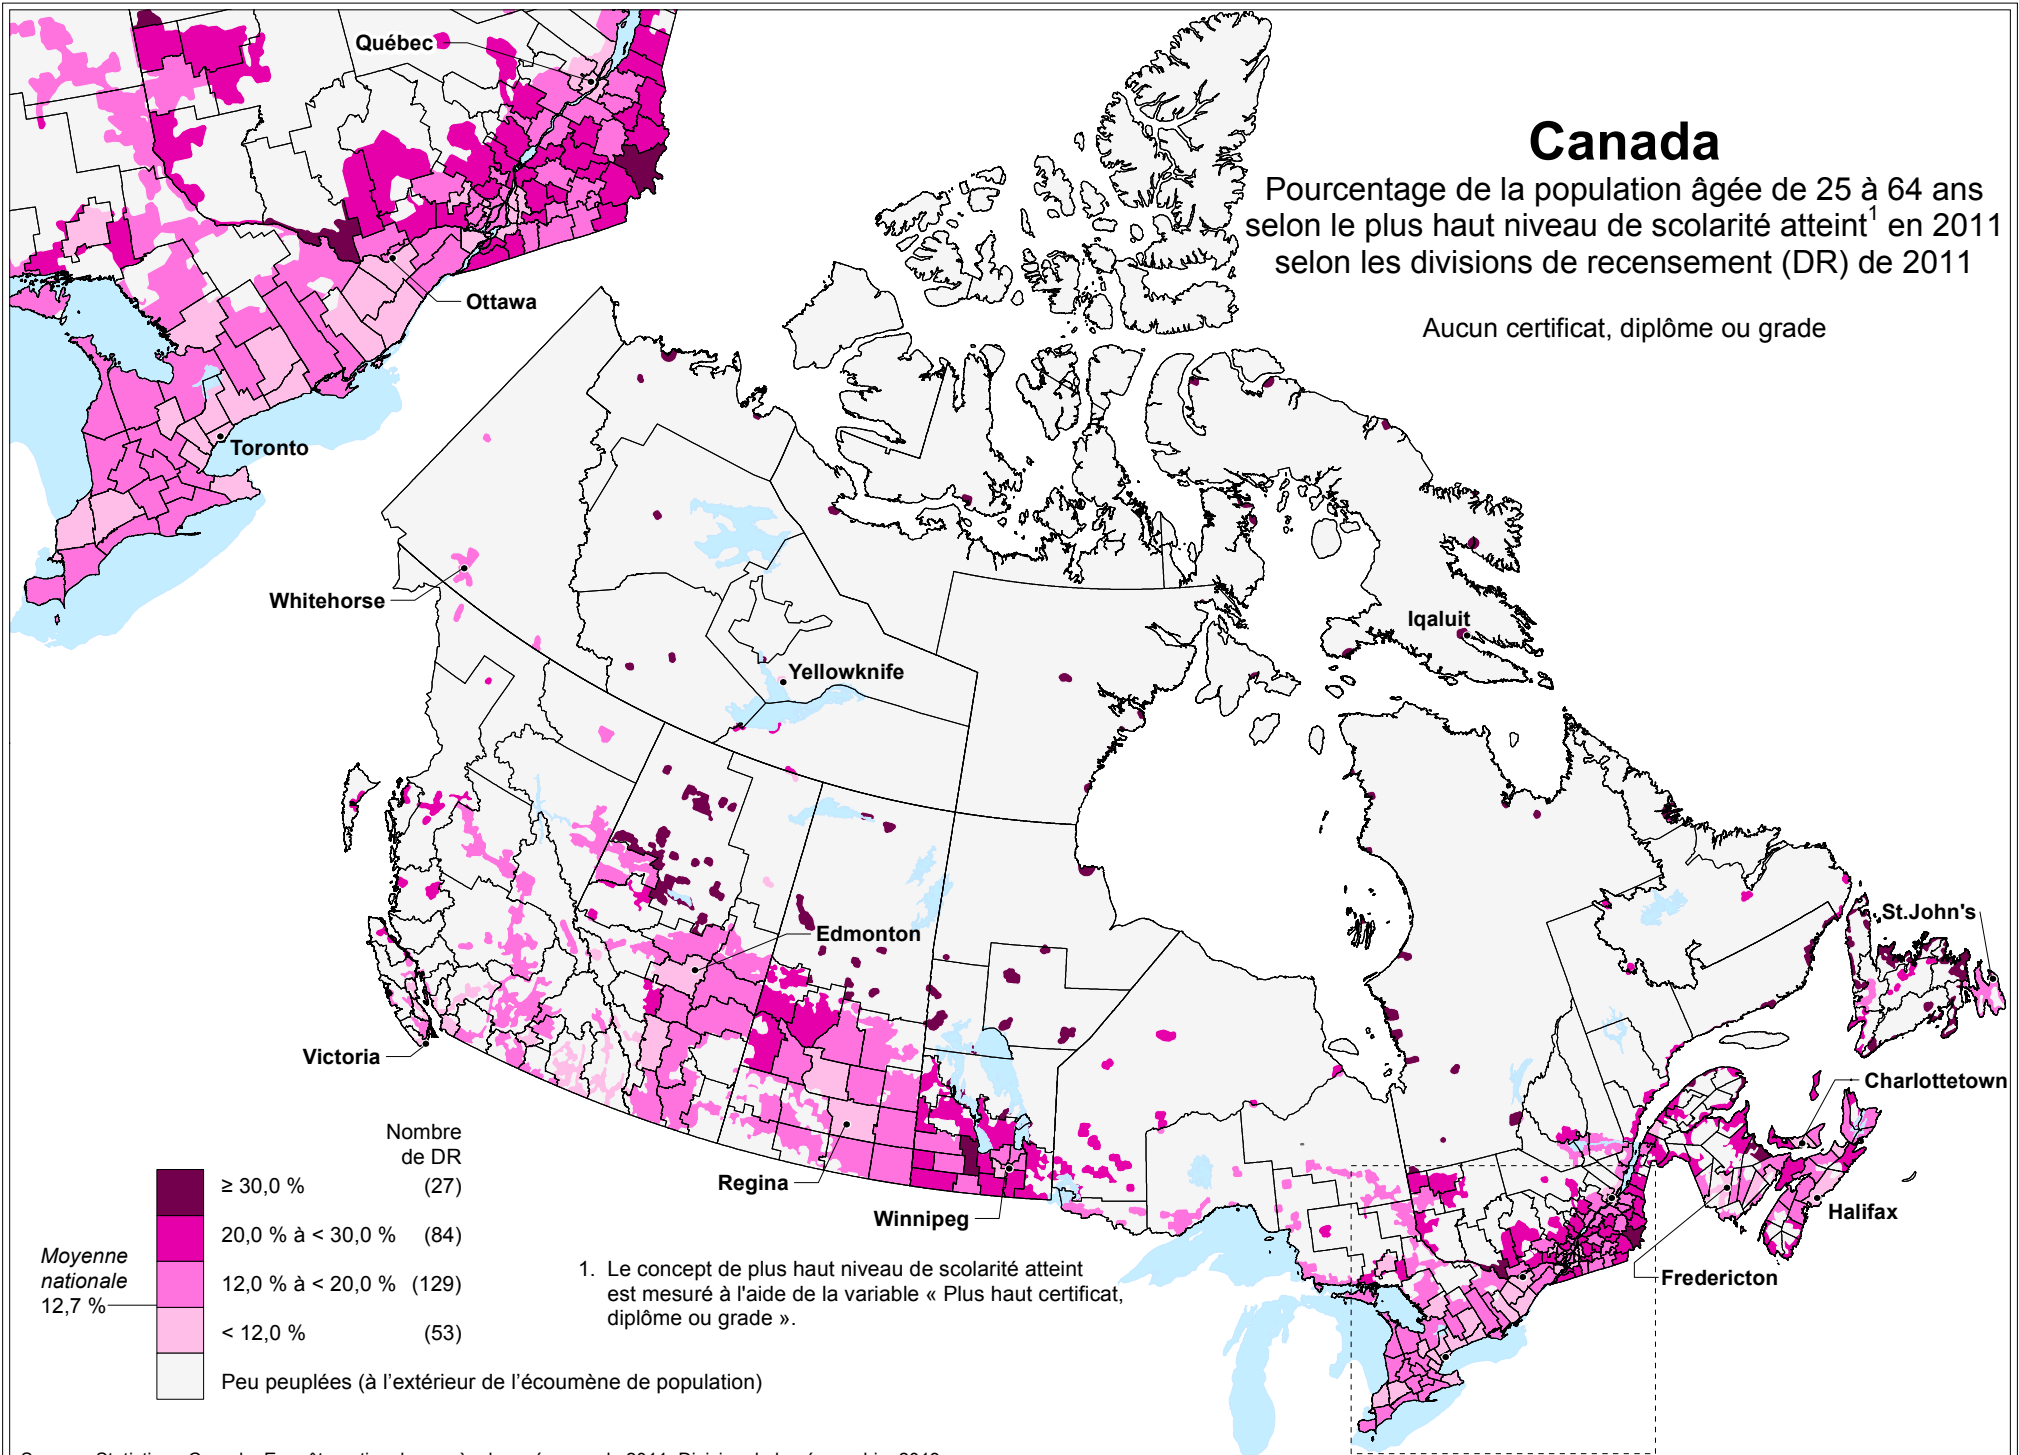 Canada
Pourcentage de la population âgée de 25 à 64 ans
selon le plus haut niveau de scolarité atteint1 en 2011
selon les divisions de recensement (DR) de 2011
Aucun certificat, diplôme ou grade
Québec
Ottawa
Toronto
Whitehorse
Yellowknife
Iqaluit
Edmonton
St.John's
Victoria
Charlottetown
Regina
Winnipeg
Halifax
Fredericton
Nombre
de DR
≥ 30,0 % (27)
20,0 % à < 30,0 % (84)
12,0 % à < 20,0 % (129)
< 12,0 % (53)
Peu peuplées (à l'extérieur de l'écoumène de population)
Moyenne
nationale
12,7 %
1. Le concept de plus haut niveau de scolarité atteint
est mesuré à l'aide de la variable « Plus haut certificat,
diplôme ou grade ».